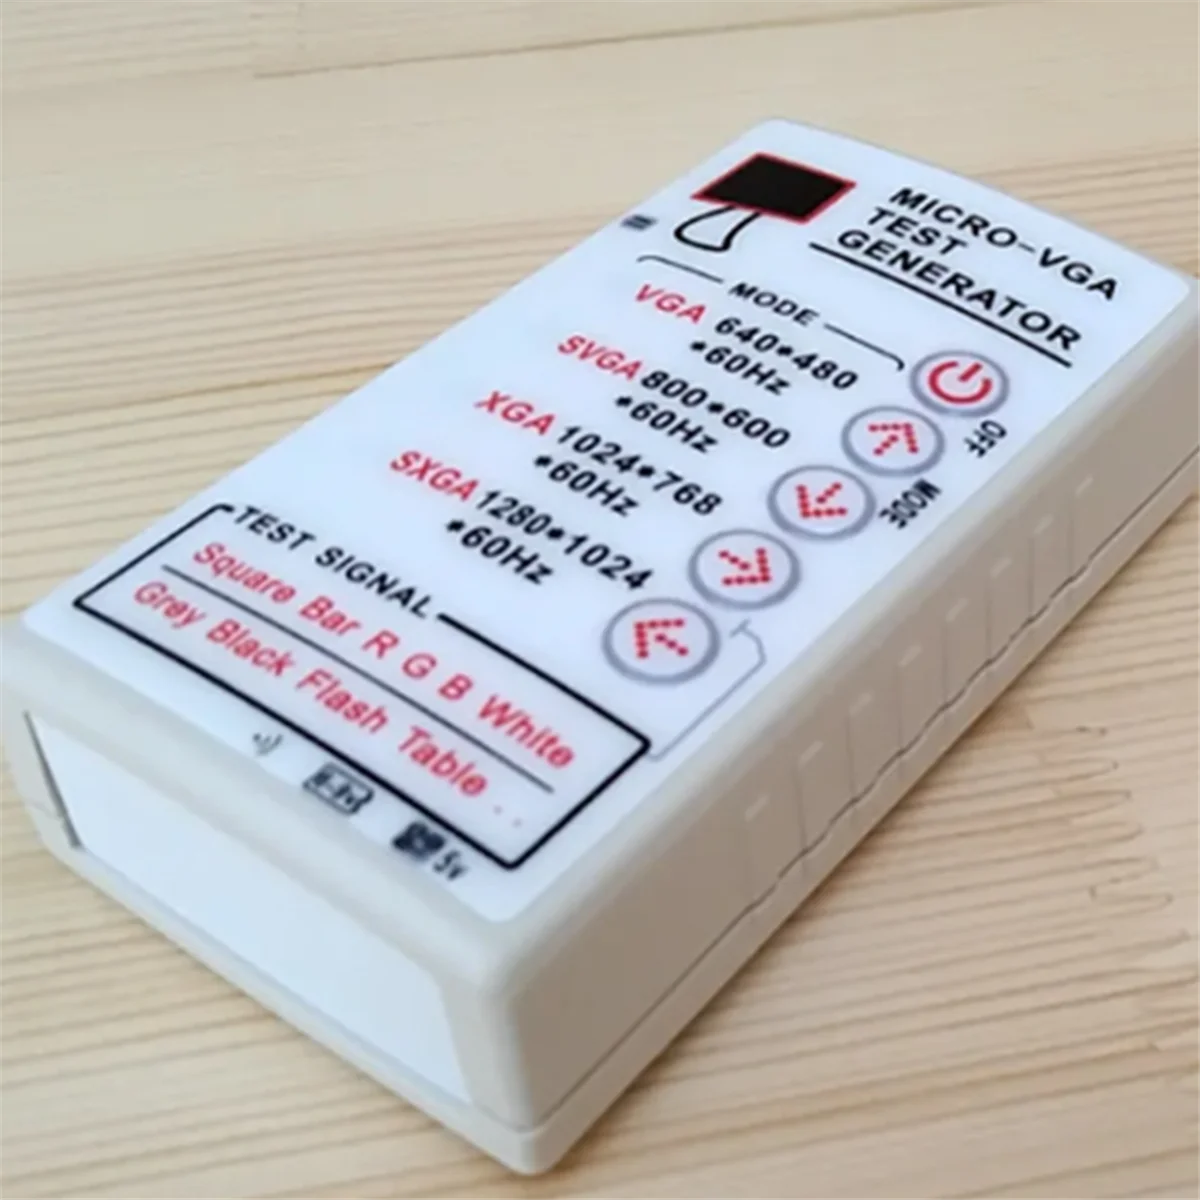 MICRO-VGA
TEST
GENERATOR
MODE
VGA 640*480
*60Hz
SVGA 800*600
*60Hz
XGA 1024*768
*60Hz
SXGA 1280*1024
*60Hz
OFF
MODE
TEST SIGNAL
Square Bar R G B White
Grey Black Flash Table
5v